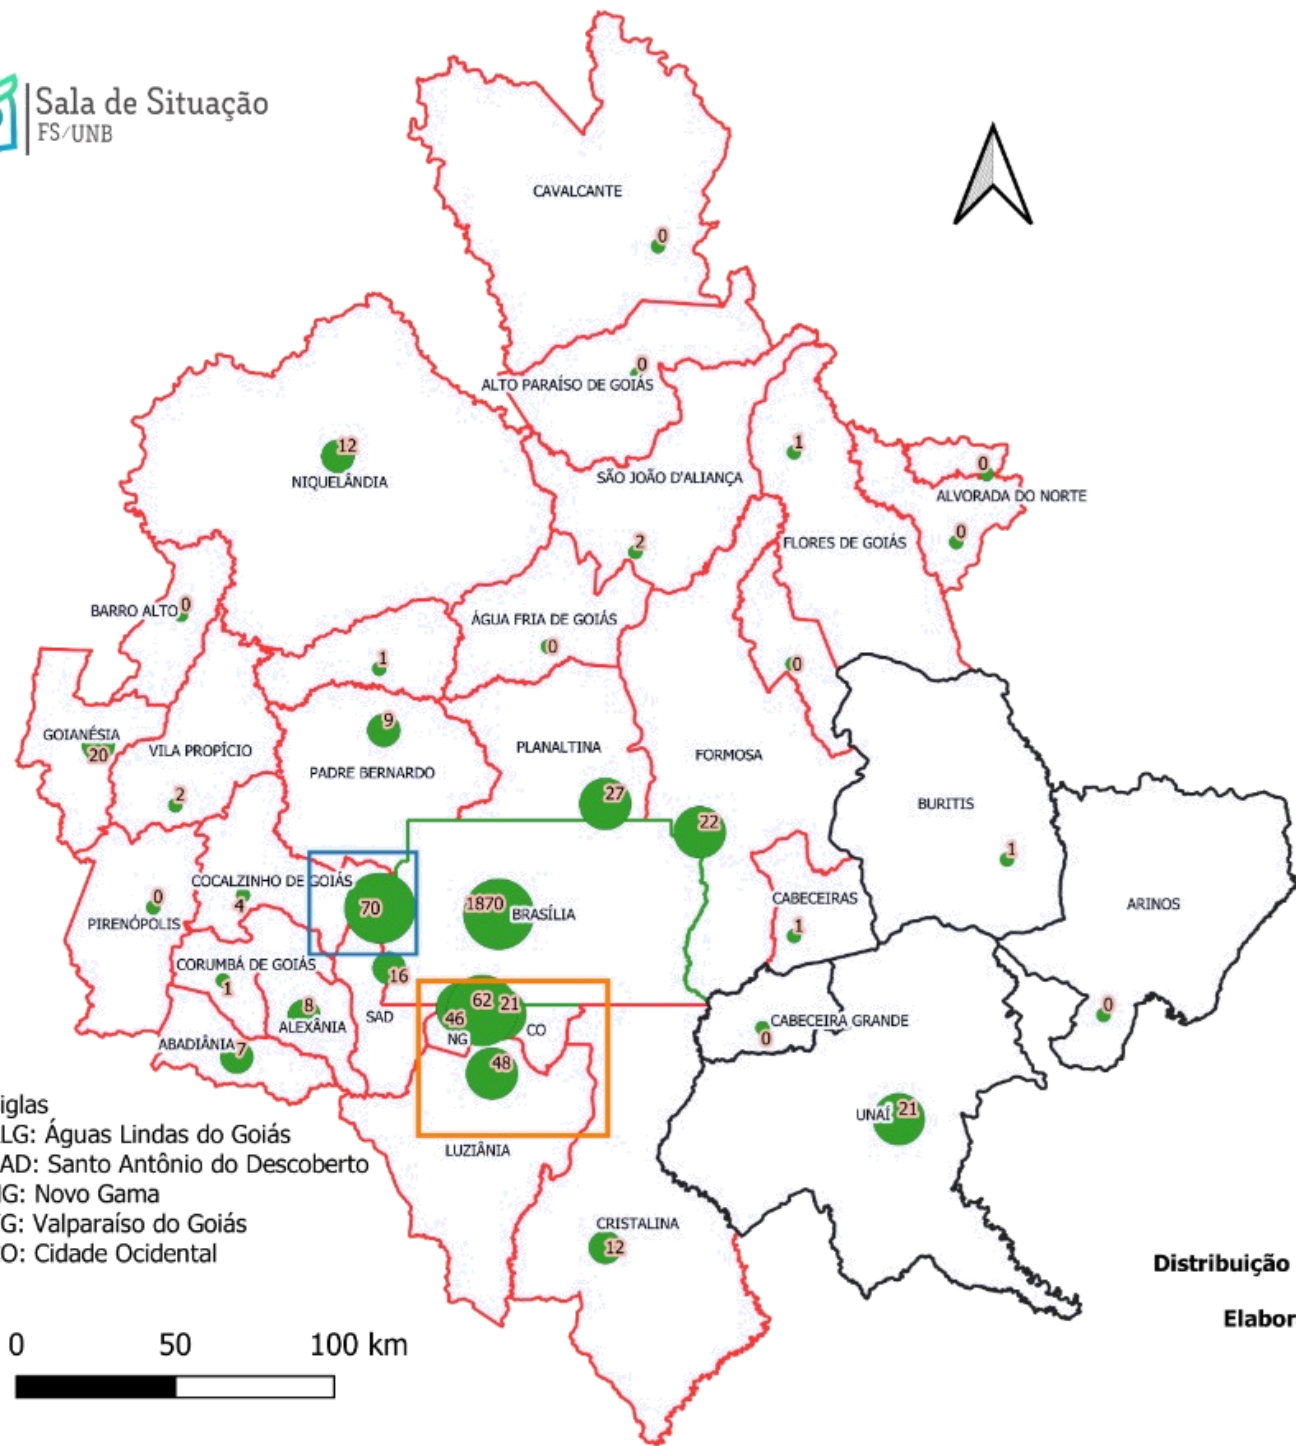 Sala de Situação
FS/UNB
CAVALCANTE
0
0
ALTO PARAÍSO DE GOIÁS
12
NIQUELÂNDIA
1
SÃO JOÃO D'ALIANÇA
0
ALVORADA DO NORTE
2
FLORES DE GOIÁS
0
BARRO ALTO
0
ÁGUA FRIA DE GOIÁS
0
1
0
9
GOIANÉSIA
20
VILA PROPÍCIO
PLANALTINA
FORMOSA
PADRE BERNARDO
2
27
22
BURITIS
1
COCALZINHO DE GOIÁS
4
0
PIRENÓPOLIS
70
1870
BRASÍLIA
CABECEIRAS
1
ARINOS
CORUMBÁ DE GOIÁS
1
16
8
ALEXÂNIA
SAD
62
21
46
NG
CO
CABECEIRA GRANDE
0
0
ABADIÂNIA
7
48
UNAÍ
21
LUZIÂNIA
CRISTALINA
12
iglas
LG: Águas Lindas do Goiás
AD: Santo Antônio do Descoberto
IG: Novo Gama
G: Valparaíso do Goiás
O: Cidade Ocidental
Distribuição
Elabor
0 50 100 km